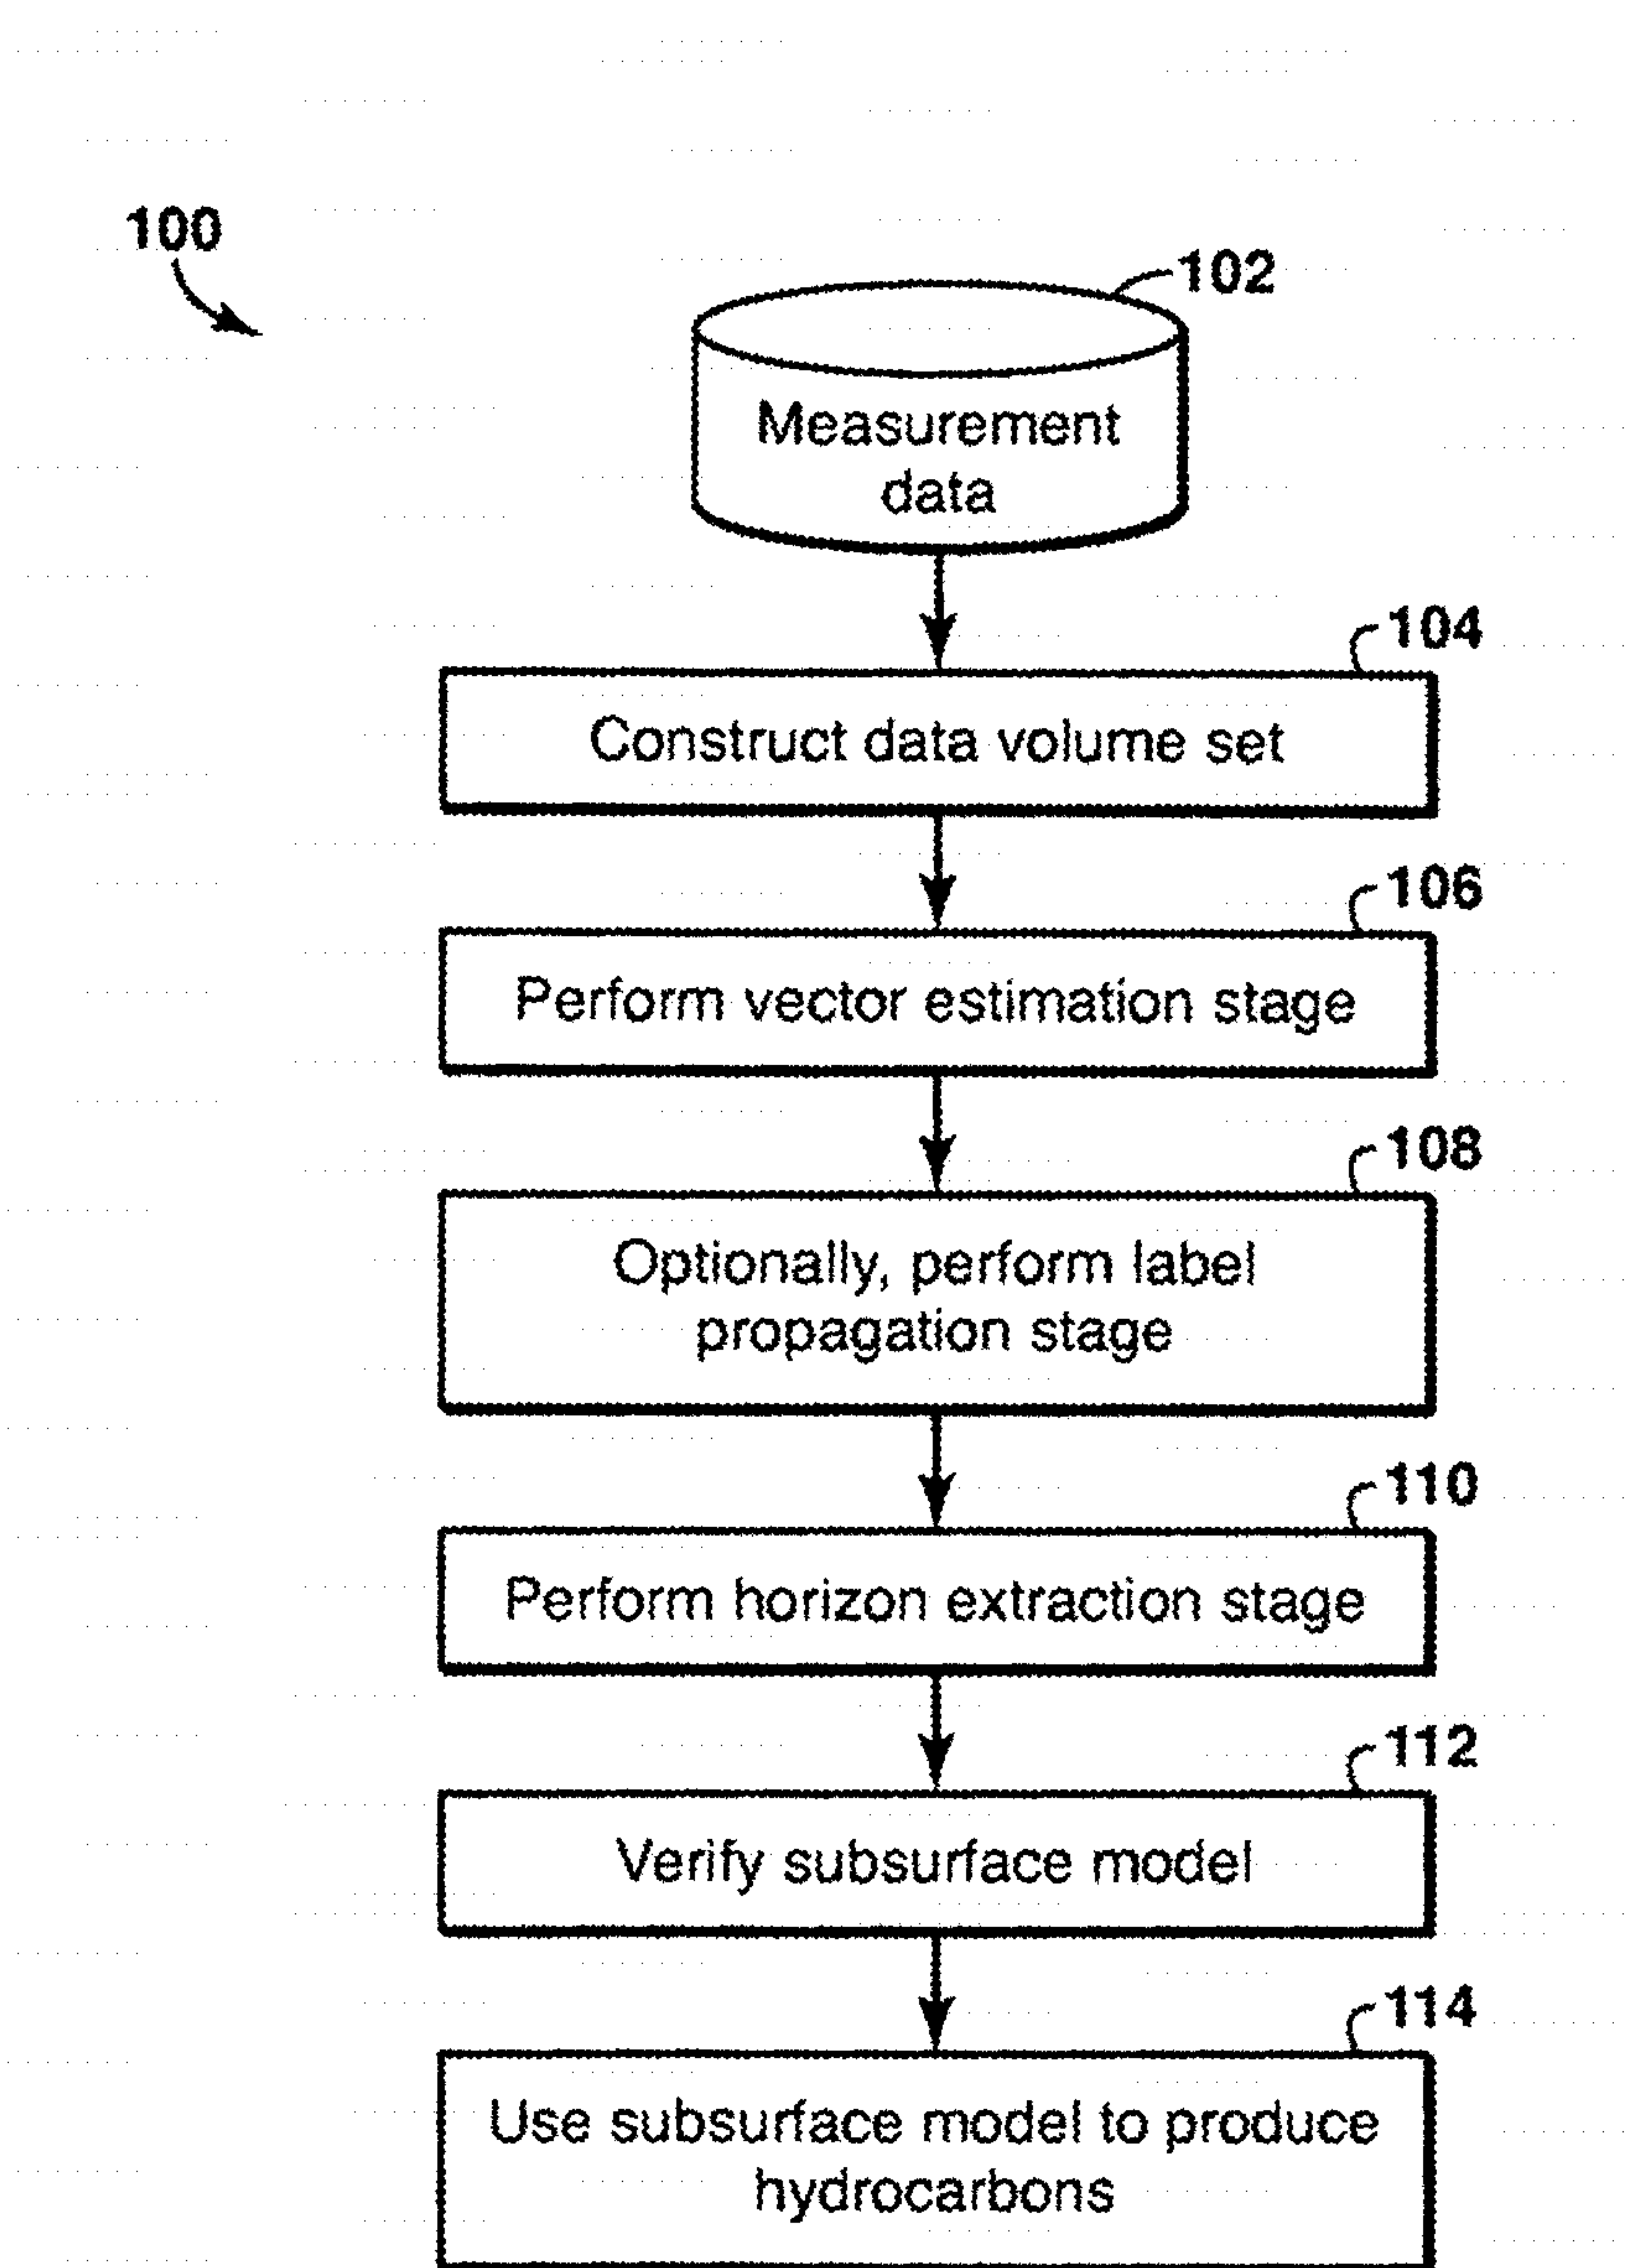 100
102
Measurement
data
104
Construct data volume set
106
Perform vector estimation stage
108
Optionally, perform label
propagation stage
110
Perform horizon extraction stage
112
Verify subsurface model
114
Use subsurface model to produce
hydrocarbons